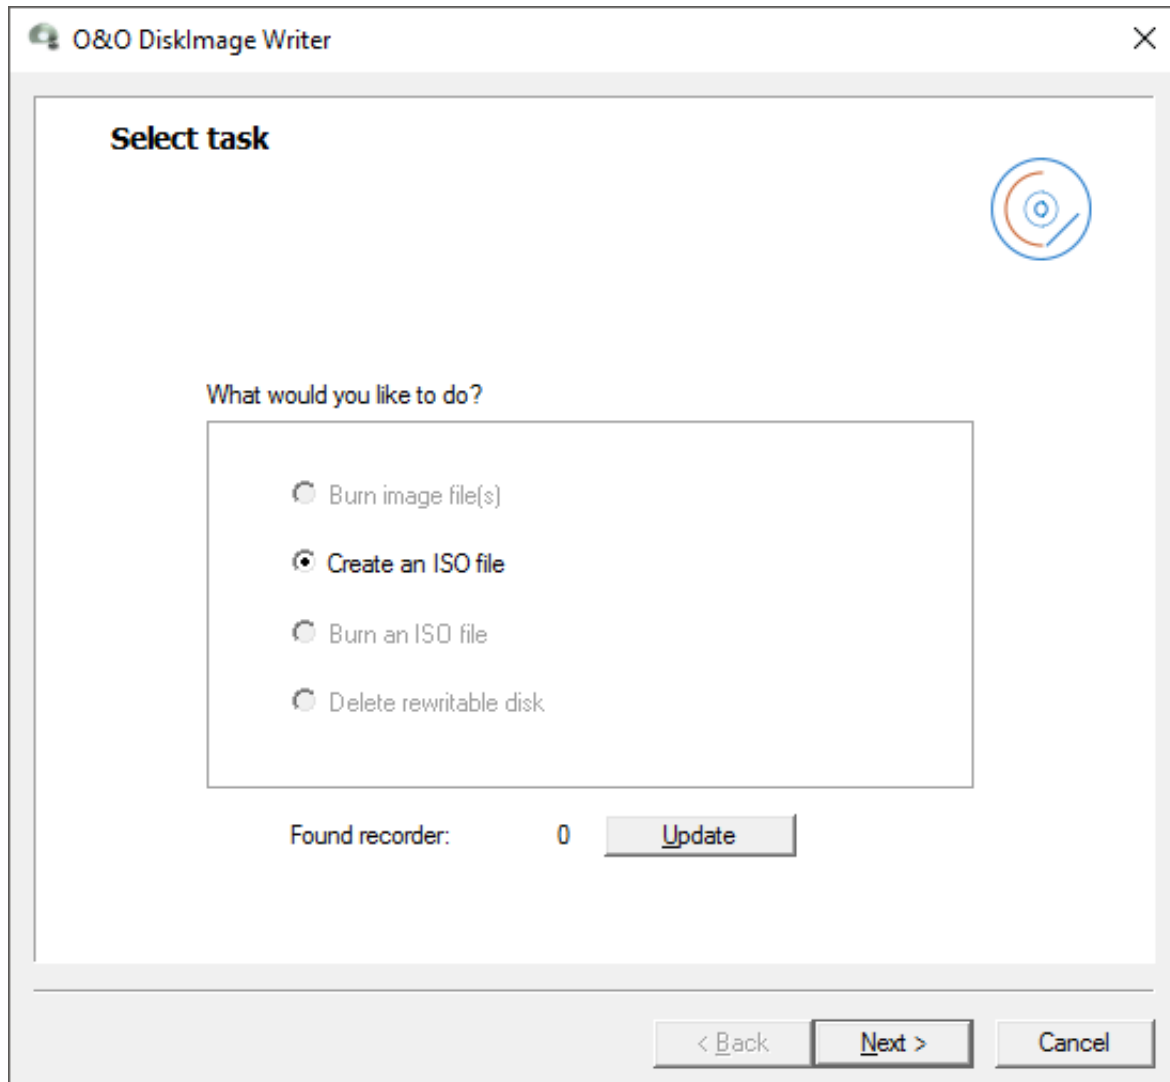 O&O DiskImage Writer
Select task
What would you like to do?
Burn image file(s)
Create an ISO file
Burn an ISO file
Delete rewritable disk
Found recorder: 0 Update
< Back Next > Cancel